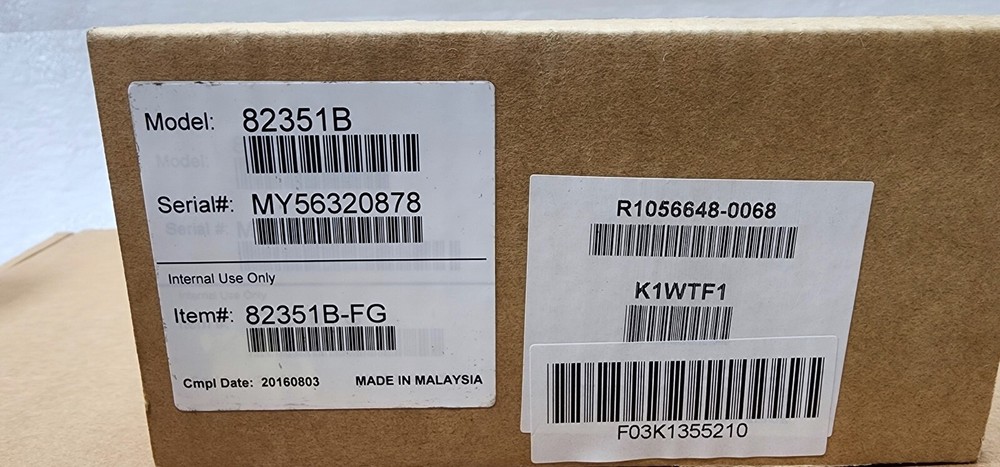 Model: 82351B
Serial#: MY56320878
Internal Use Only
Item#: 82351B-FG
Cmpl Date: 20160803 MADE IN MALAYSIA
R1056648-0068
K1WTF1
F03K1355210